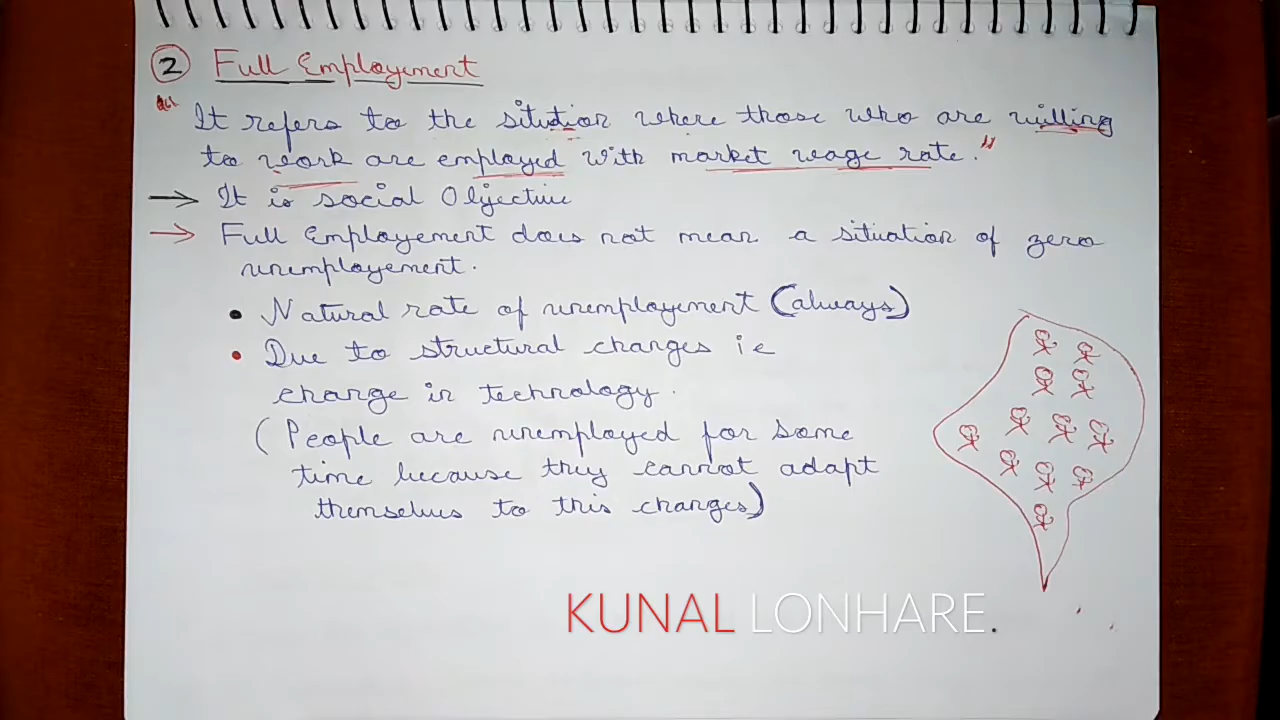 2 Full Employement
"It refers to the situation where those who are willing
to work are employed with market wage rate."
→ It is social Objective
→ Full Employement does not mean a situation of zero
unemployement.
• Natural rate of unemployement (always)
• Due to structural changes ie
change in technology.
(People are unemployed for some
time because they cannot adapt
themselves to this changes)
KUNAL LONHARE.